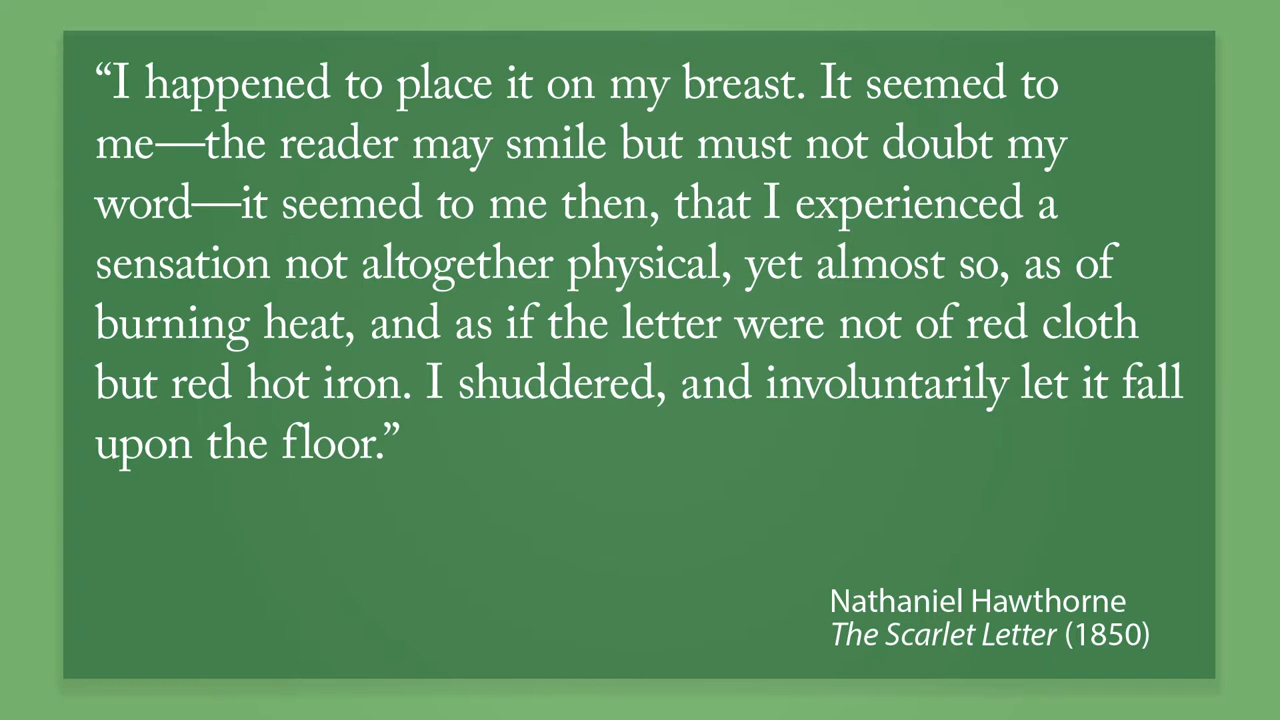 “I happened to place it on my breast. It seemed to
me—the reader may smile but must not doubt my
word—it seemed to me then, that I experienced a
sensation not altogether physical, yet almost so, as of
burning heat, and as if the letter were not of red cloth
but red hot iron. I shuddered, and involuntarily let it fall
upon the floor.”
Nathaniel Hawthorne
The Scarlet Letter (1850)